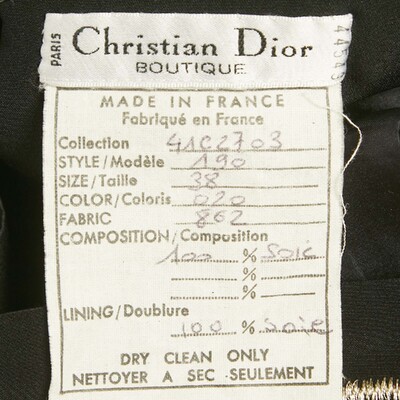 PARIS
Christian Dior
BOUTIQUE
MADE IN FRANCE
Fabriqué en France
Collection 41C2703
STYLE/Modèle 190
SIZE/Taille 38
COLOR/Coloris 020
FABRIC 862
COMPOSITION/Composition
100 % Soie
%
%
LINING/Doublure
100 % soie
DRY CLEAN ONLY
NETTOYER A SEC SEULEMENT